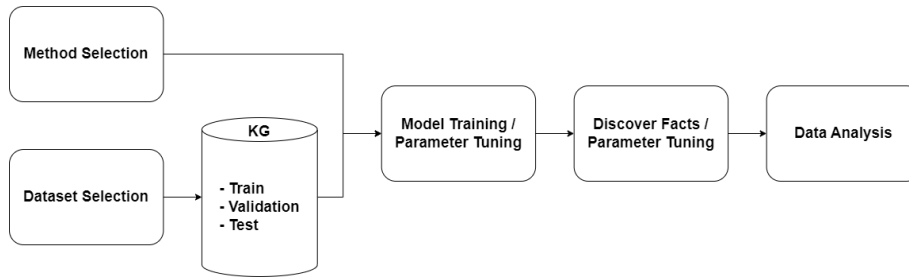 Method Selection
Dataset Selection
KG
- Train
- Validation
- Test
Model Training /
Parameter Tuning
Discover Facts /
Parameter Tuning
Data Analysis